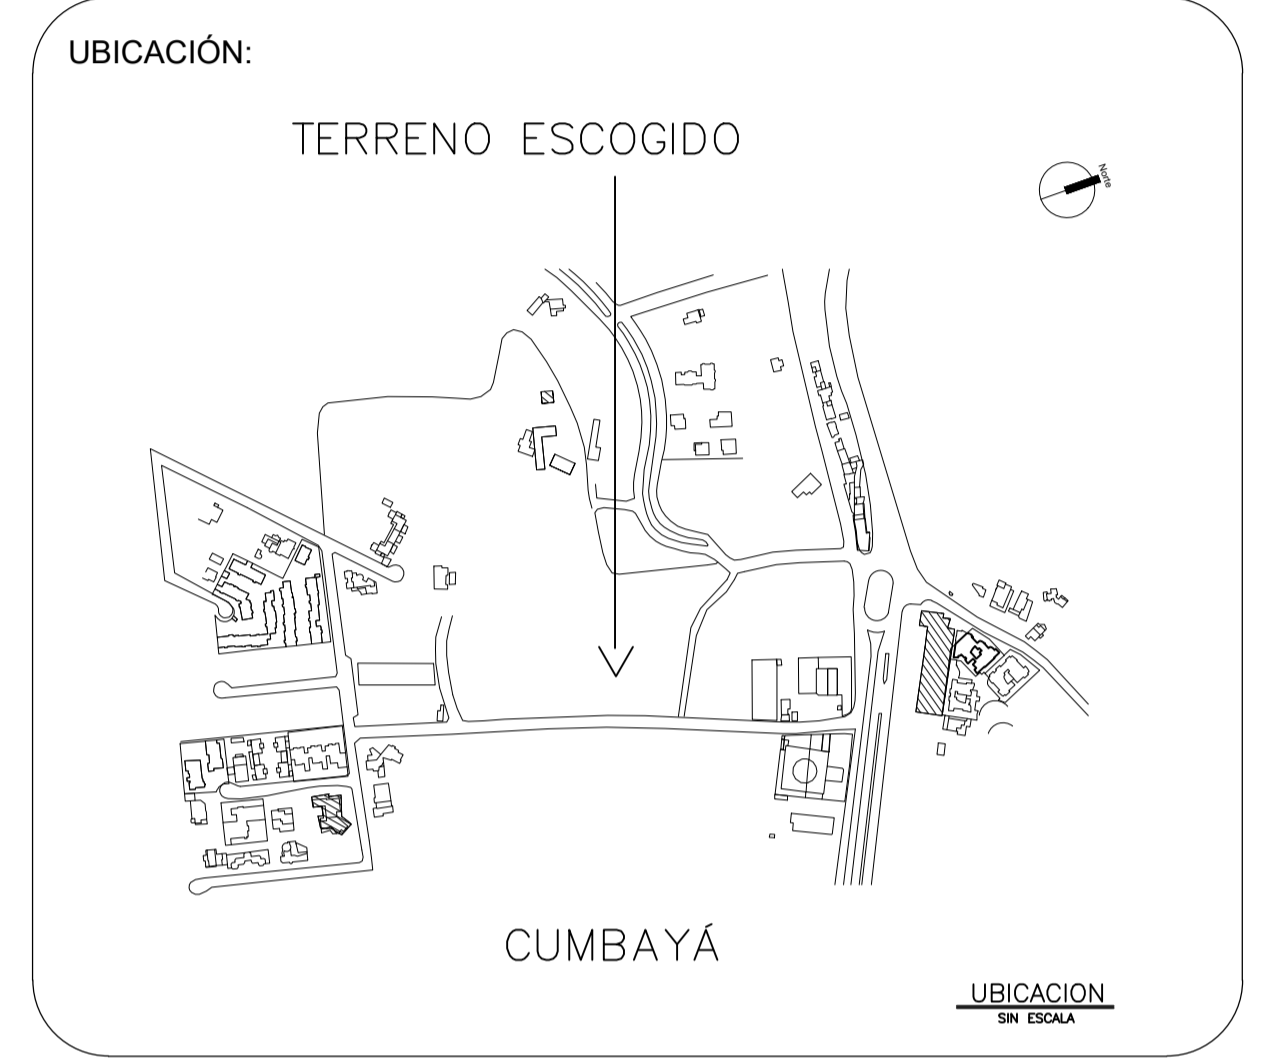 UBICACIÓN:
TERRENO ESCOGIDO
Norte
CUMBAYÁ
UBICACION
SIN ESCALA